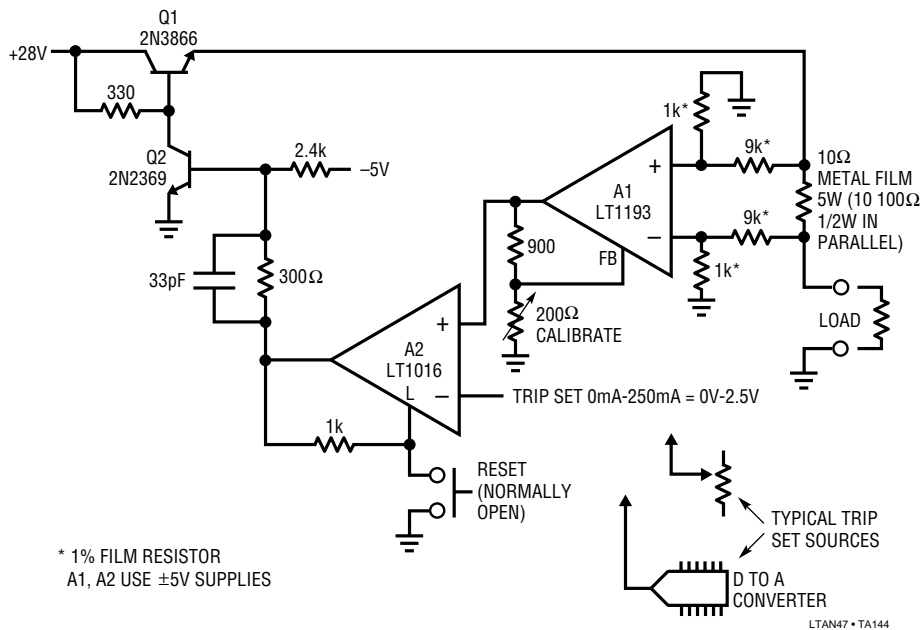 Q1
2N3866
+28V
330
Q2
2N2369
2.4k
–5V
33pF
300Ω
1k
A2
LT1016
+
–
L
RESET
(NORMALLY
OPEN)
900
200Ω
CALIBRATE
FB
A1
LT1193
+
–
1k*
9k*
9k*
1k*
10Ω
METAL FILM
5W (10 100Ω
1/2W IN
PARALLEL)
LOAD
TRIP SET 0mA-250mA = 0V-2.5V
TYPICAL TRIP
SET SOURCES
D TO A
CONVERTER
* 1% FILM RESISTOR
A1, A2 USE ±5V SUPPLIES
LTAN47 • TA144